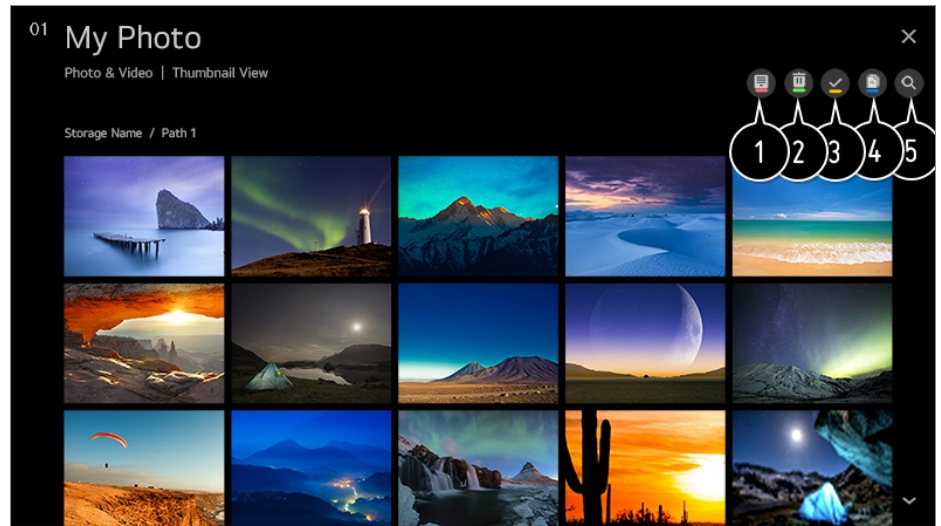 01
My Photo
Photo & Video | Thumbnail View
Storage Name / Path 1
1 2 3 4 5